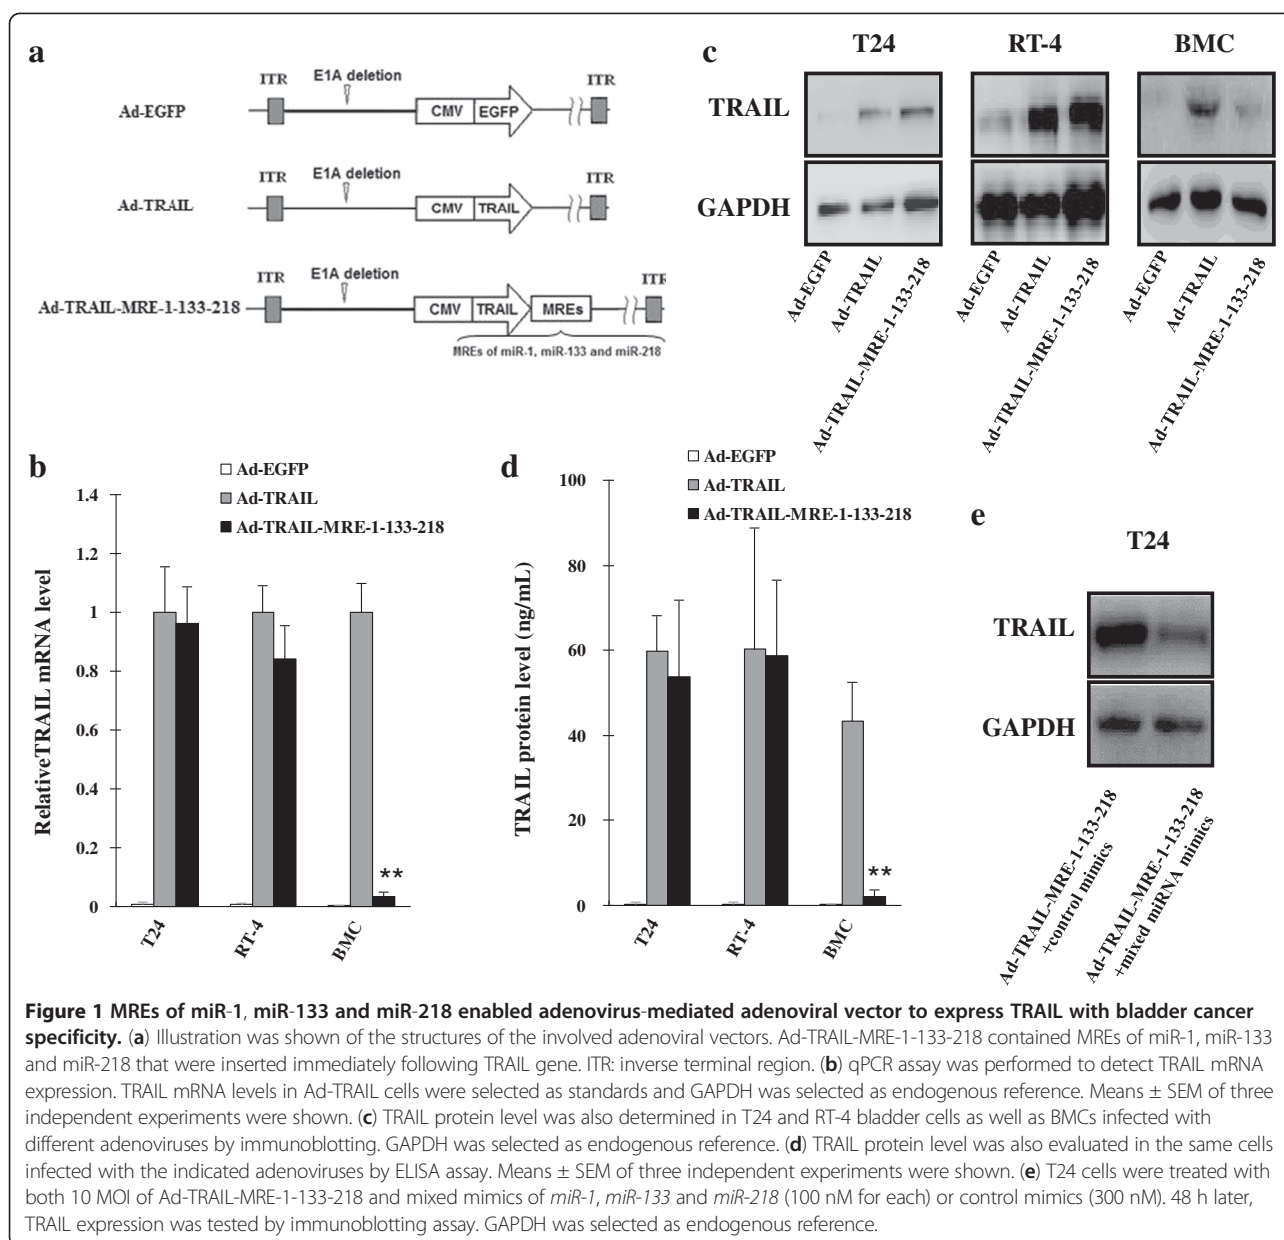 a
ITR
E1A deletion
ITR
Ad-EGFP
CMV
EGFP
ITR
E1A deletion
ITR
Ad-TRAIL
CMV
TRAIL
ITR
E1A deletion
ITR
Ad-TRAIL-MRE-1-133-218
CMV
TRAIL
MREs
MREs of miR-1, miR-133 and miR-218
c
T24
RT-4
BMC
TRAIL
GAPDH
Ad-EGFP
Ad-TRAIL
Ad-TRAIL-MRE-1-133-218
Ad-EGFP
Ad-TRAIL
Ad-TRAIL-MRE-1-133-218
Ad-EGFP
Ad-TRAIL
Ad-TRAIL-MRE-1-133-218
b
Ad-EGFP
Ad-TRAIL
Ad-TRAIL-MRE-1-133-218
RelativeTRAIL mRNA level
1.4
1.2
1
0.8
0.6
0.4
0.2
0
**
T24
RT-4
BMC
d
Ad-EGFP
Ad-TRAIL
Ad-TRAIL-MRE-1-133-218
TRAIL protein level (ng/mL)
100
80
60
40
20
0
**
T24
RT-4
BMC
e
T24
TRAIL
GAPDH
Ad-TRAIL-MRE-1-133-218
+control mimics
Ad-TRAIL-MRE-1-133-218
+mixed miRNA mimics
Figure 1 MREs of miR-1, miR-133 and miR-218 enabled adenovirus-mediated adenoviral vector to express TRAIL with bladder cancer
specificity. (a) Illustration was shown of the structures of the involved adenoviral vectors. Ad-TRAIL-MRE-1-133-218 contained MREs of miR-1, miR-133
and miR-218 that were inserted immediately following TRAIL gene. ITR: inverse terminal region. (b) qPCR assay was performed to detect TRAIL mRNA
expression. TRAIL mRNA levels in Ad-TRAIL cells were selected as standards and GAPDH was selected as endogenous reference. Means ± SEM of three
independent experiments were shown. (c) TRAIL protein level was also determined in T24 and RT-4 bladder cells as well as BMCs infected with
different adenoviruses by immunoblotting. GAPDH was selected as endogenous reference. (d) TRAIL protein level was also evaluated in the same cells
infected with the indicated adenoviruses by ELISA assay. Means ± SEM of three independent experiments were shown. (e) T24 cells were treated with
both 10 MOI of Ad-TRAIL-MRE-1-133-218 and mixed mimics of miR-1, miR-133 and miR-218 (100 nM for each) or control mimics (300 nM). 48 h later,
TRAIL expression was tested by immunoblotting assay. GAPDH was selected as endogenous reference.